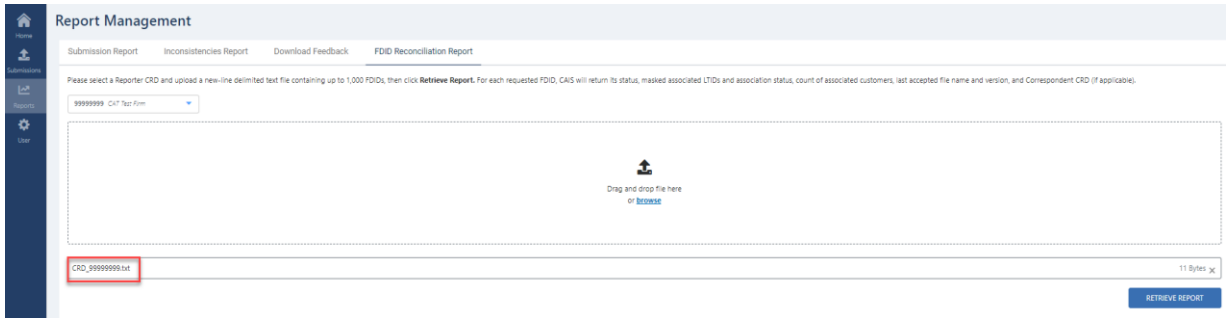 Report Management
Home
Submission Report Inconsistencies Report Download Feedback FDID Reconciliation Report
Submissions
Please select a Reporter CRD and upload a new-line delimited text file containing up to 1,000 FDIDs, then click Retrieve Report. For each requested FDID, CAIS will return its status, masked associated LTIDs and association status, count of associated customers, last accepted file name and version, and Correspondent CRD (if applicable).
Reports
99999999 CAT Test Firm
User
Drag and drop file here
or browse
CRD_99999999.txt 11 Bytes
RETRIEVE REPORT